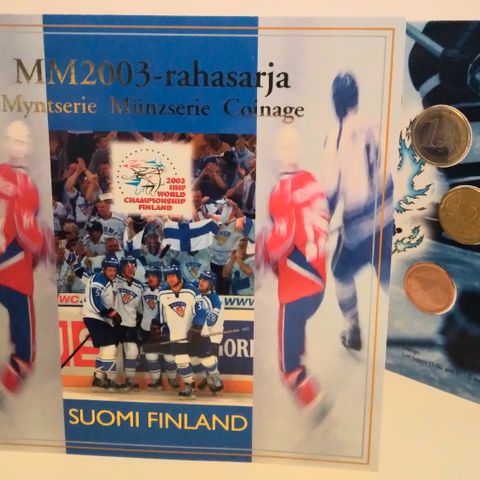 MM2003-rahasarja
Myntserie Münzserie Coinage
2003
IIHF
WORLD
CHAMPIONSHIP
FINLAND
SUOMI FINLAND